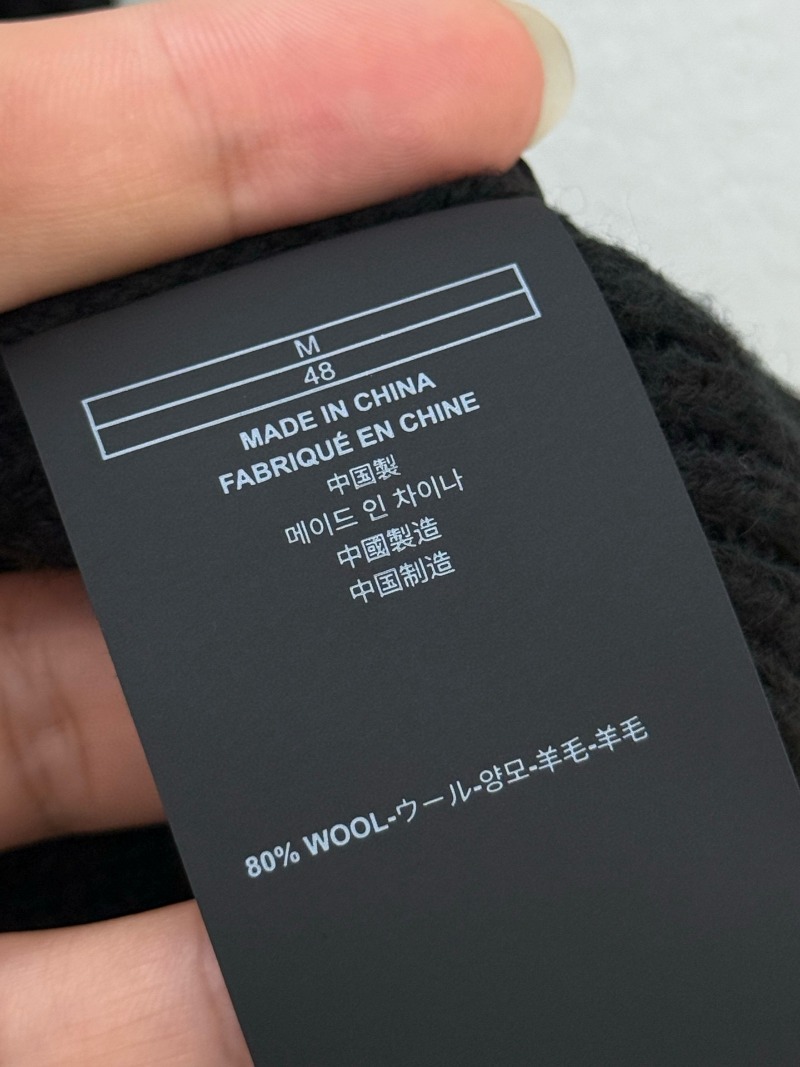 M
48
MADE IN CHINA
FABRIQUÉ EN CHINE
中国製
메이드 인 차이나
中國製造
中国制造
80% WOOL-ウール-양모-羊毛-羊毛